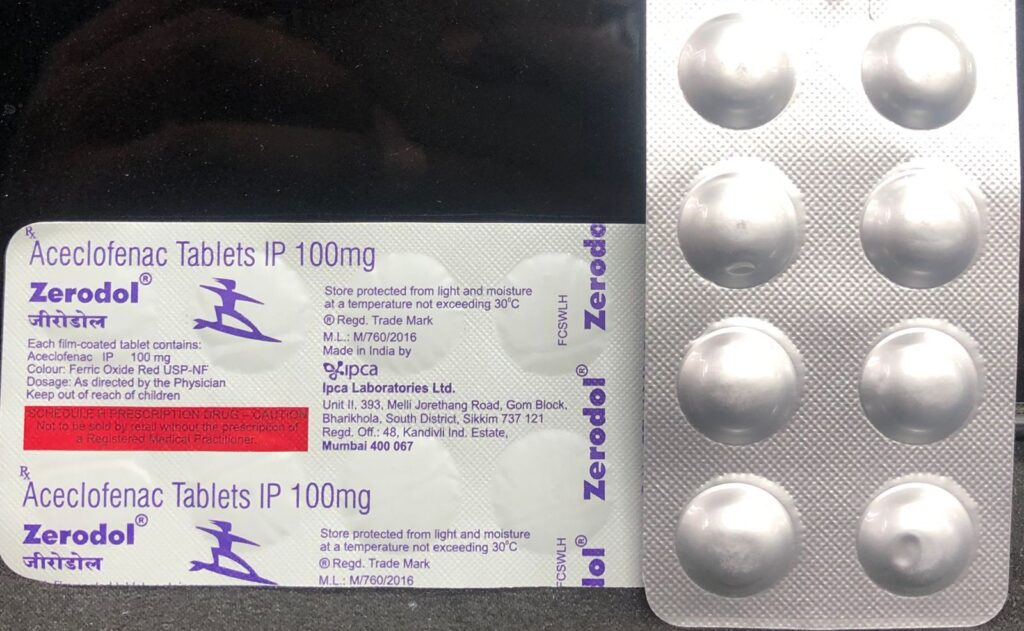 Rx
Aceclofenac Tablets IP 100mg
Zerodol®
जीरोडोल
Each film-coated tablet contains:
Aceclofenac IP 100 mg
Colour: Ferric Oxide Red USP-NF
Dosage: As directed by the Physician
Keep out of reach of children
SCHEDULE H PRESCRIPTION DRUG – CAUTION
Not to be sold by retail without the prescription of
a Registered Medical Practitioner.
Store protected from light and moisture
at a temperature not exceeding 30°C
® Regd. Trade Mark
M.L.: M/760/2016
Made in India by
ipca
Ipca Laboratories Ltd.
Unit II, 393, Melli Jorethang Road, Gom Block,
Bharikhola, South District, Sikkim 737 121
Regd. Off.: 48, Kandivli Ind. Estate,
Mumbai 400 067
FCSWLH
Zerodo
Zerodol®
Rx
Aceclofenac Tablets IP 100mg
Zerodol®
जीरोडोल
Store protected from light and moisture
at a temperature not exceeding 30°C
® Regd. Trade Mark
M.L.: M/760/2016
FCSWLH
dol®